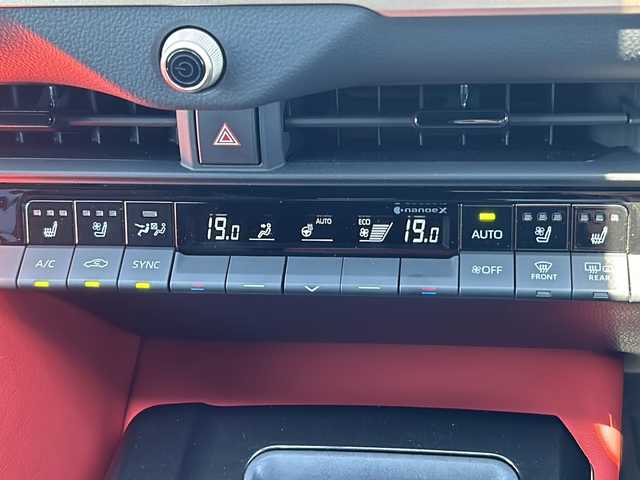 nanoeX
19.0 AUTO ECO 19.0
AUTO
A/C SYNC OFF FRONT REAR